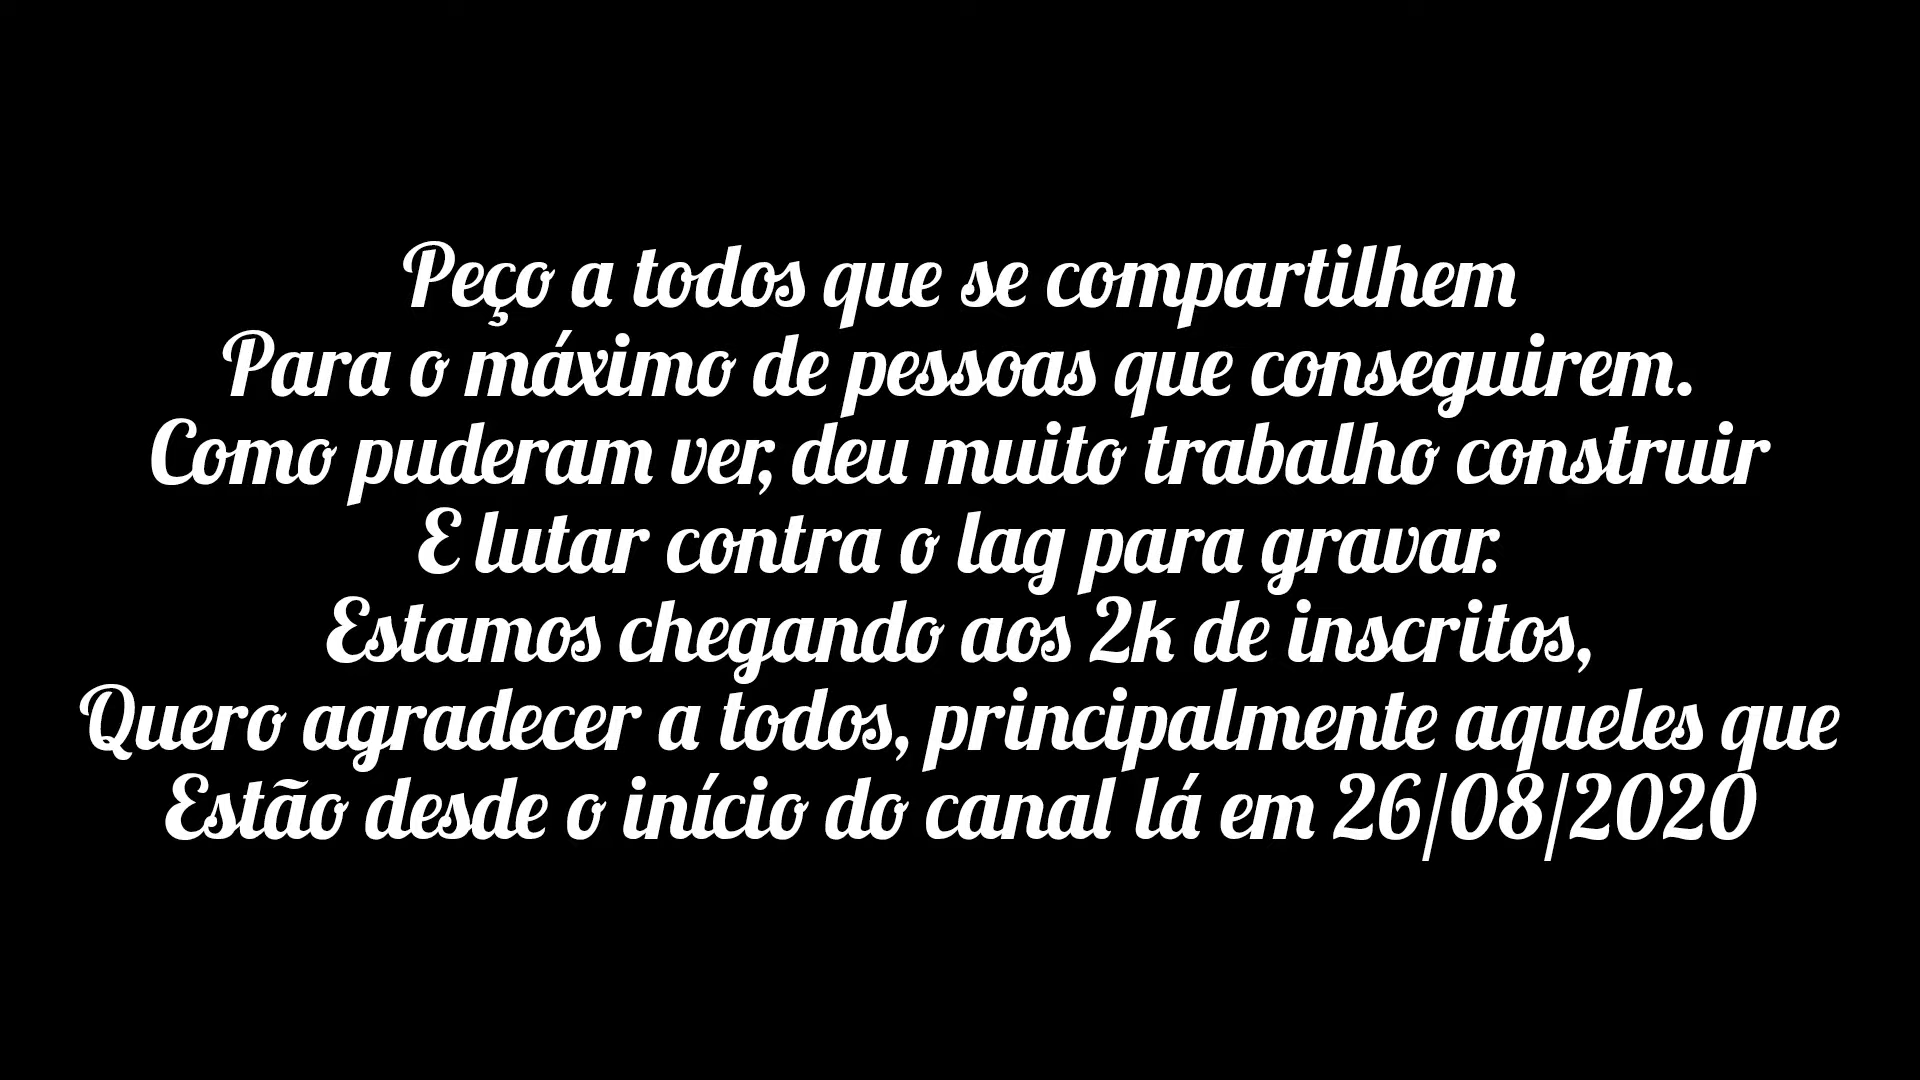 Peço a todos que se compartilhem
Para o máximo de pessoas que conseguirem.
Como puderam ver, deu muito trabalho construir
E lutar contra o lag para gravar.
Estamos chegando aos 2k de inscritos,
Quero agradecer a todos, principalmente aqueles que
Estão desde o início do canal lá em 26/08/2020